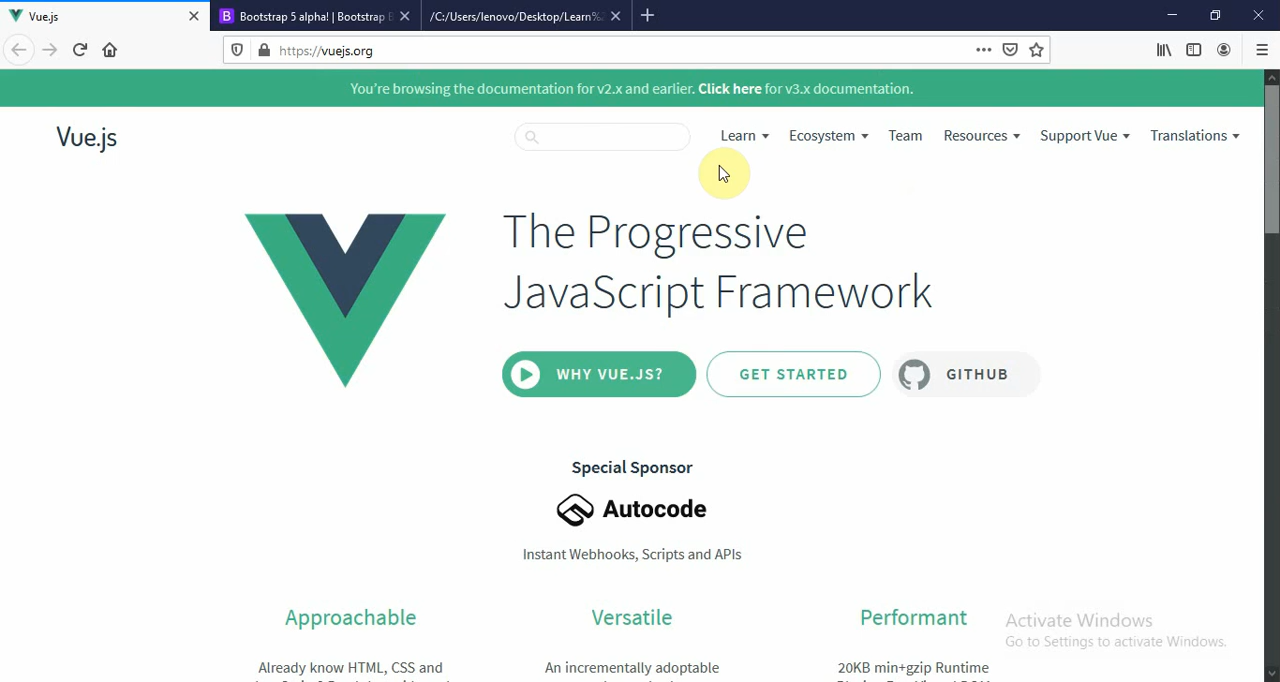 Vue.js
Bootstrap 5 alpha! | Bootstrap B
/C:/Users/lenovo/Desktop/Learn%2
https://vuejs.org
You're browsing the documentation for v2.x and earlier. Click here for v3.x documentation.
Vue.js
Learn Ecosystem Team Resources Support Vue Translations
The Progressive
JavaScript Framework
WHY VUE.JS? GET STARTED GITHUB
Special Sponsor
Autocode
Instant Webhooks, Scripts and APIs
Approachable Versatile Performant
Already know HTML, CSS and An incrementally adoptable 20KB min+gzip Runtime
Activate Windows
Go to Settings to activate Windows.